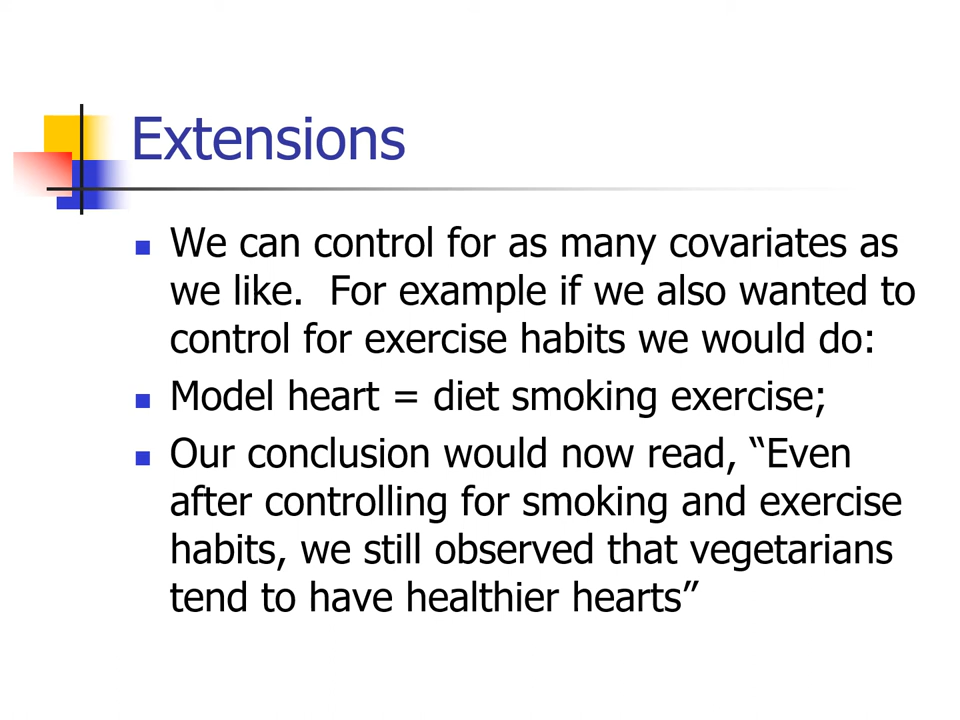 Extensions
We can control for as many covariates as
we like.  For example if we also wanted to
control for exercise habits we would do:
Model heart = diet smoking exercise;
Our conclusion would now read, “Even
after controlling for smoking and exercise
habits, we still observed that vegetarians
tend to have healthier hearts”